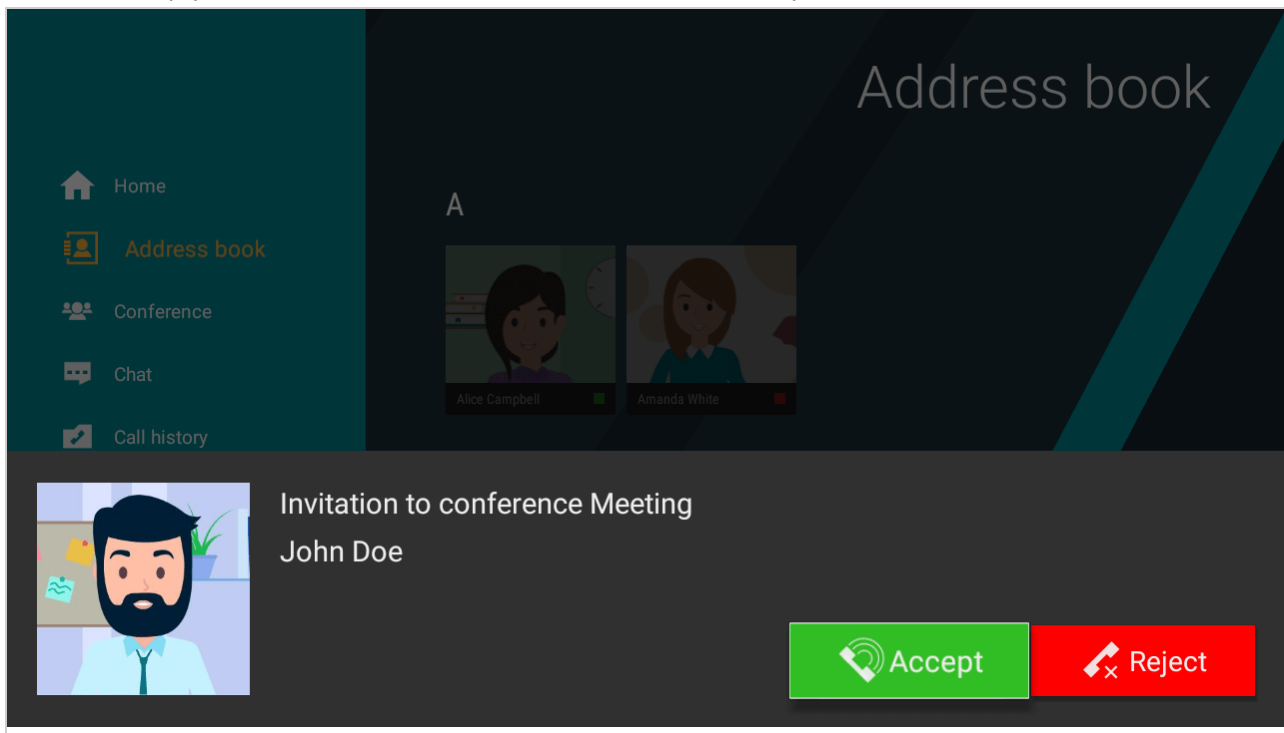 Address book
Home
Address book
Conference
Chat
Call history
A
Alice Campbell
Amanda White
Invitation to conference Meeting
John Doe
Accept
Reject